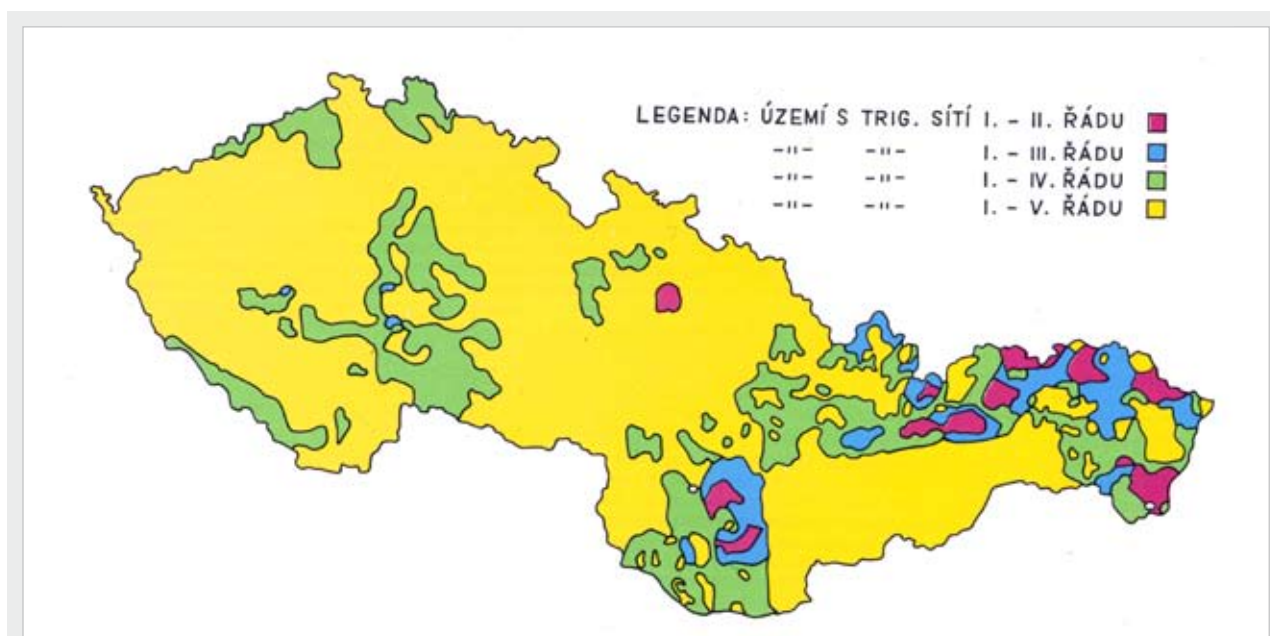 LEGENDA: ÚZEMÍ S TRIG. SÍTÍ I. - II. ŘÁDU
-"- -"- I. - III. ŘÁDU
-"- -"- I. - IV. ŘÁDU
-"- -"- I. - V. ŘÁDU